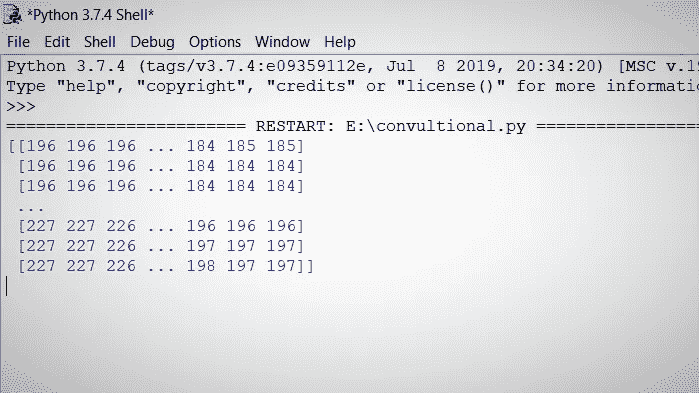 *Python 3.7.4 Shell*
File Edit Shell Debug Options Window Help
Python 3.7.4 (tags/v3.7.4:e09359112e, Jul  8 2019, 20:34:20) [MSC v.19
Type "help", "copyright", "credits" or "license()" for more informatio
>>>
======================== RESTART: E:\convultional.py =================
[[196 196 196 ... 184 185 185]
 [196 196 196 ... 184 184 184]
 [196 196 196 ... 184 184 184]
 ...
 [227 227 226 ... 196 196 196]
 [227 227 226 ... 197 197 197]
 [227 227 226 ... 198 197 197]]